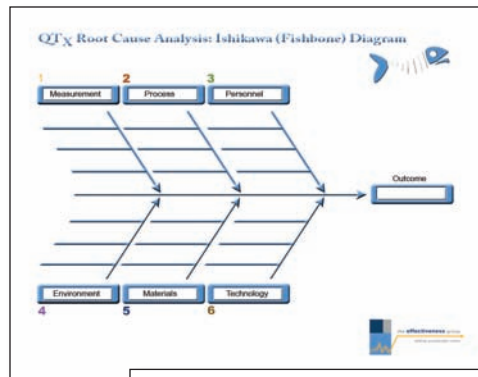 QTX Root Cause Analysis: Ishikawa (Fishbone) Diagram
1 2 3
Measurement Process Personnel
Outcome
Environment Materials Technology
4 5 6
the effectiveness group